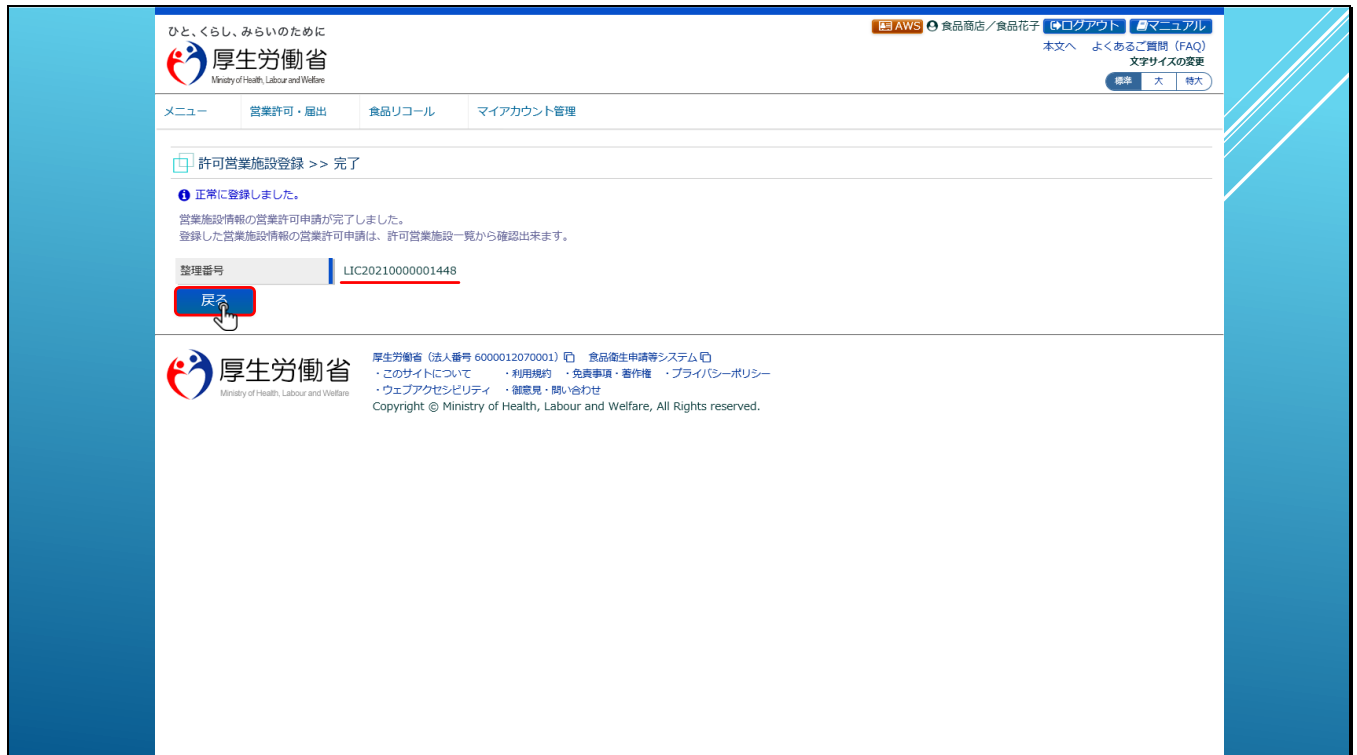 ひと、くらし、みらいのために
厚生労働省
Ministry of Health, Labour and Welfare
AWS 食品商店／食品花子 ログアウト マニュアル
本文へ よくあるご質問（FAQ）
文字サイズの変更
標準 大 特大
メニュー 営業許可・届出 食品リコール マイアカウント管理
許可営業施設登録 >> 完了
正常に登録しました。
営業施設情報の営業許可申請が完了しました。
登録した営業施設情報の営業許可申請は、許可営業施設一覧から確認出来ます。
整理番号 LIC20210000001448
戻る
厚生労働省
Ministry of Health, Labour and Welfare
厚生労働省（法人番号 6000012070001） 食品衛生申請等システム
・このサイトについて ・利用規約 ・免責事項・著作権 ・プライバシーポリシー
・ウェブアクセシビリティ ・御意見・問い合わせ
Copyright © Ministry of Health, Labour and Welfare, All Rights reserved.